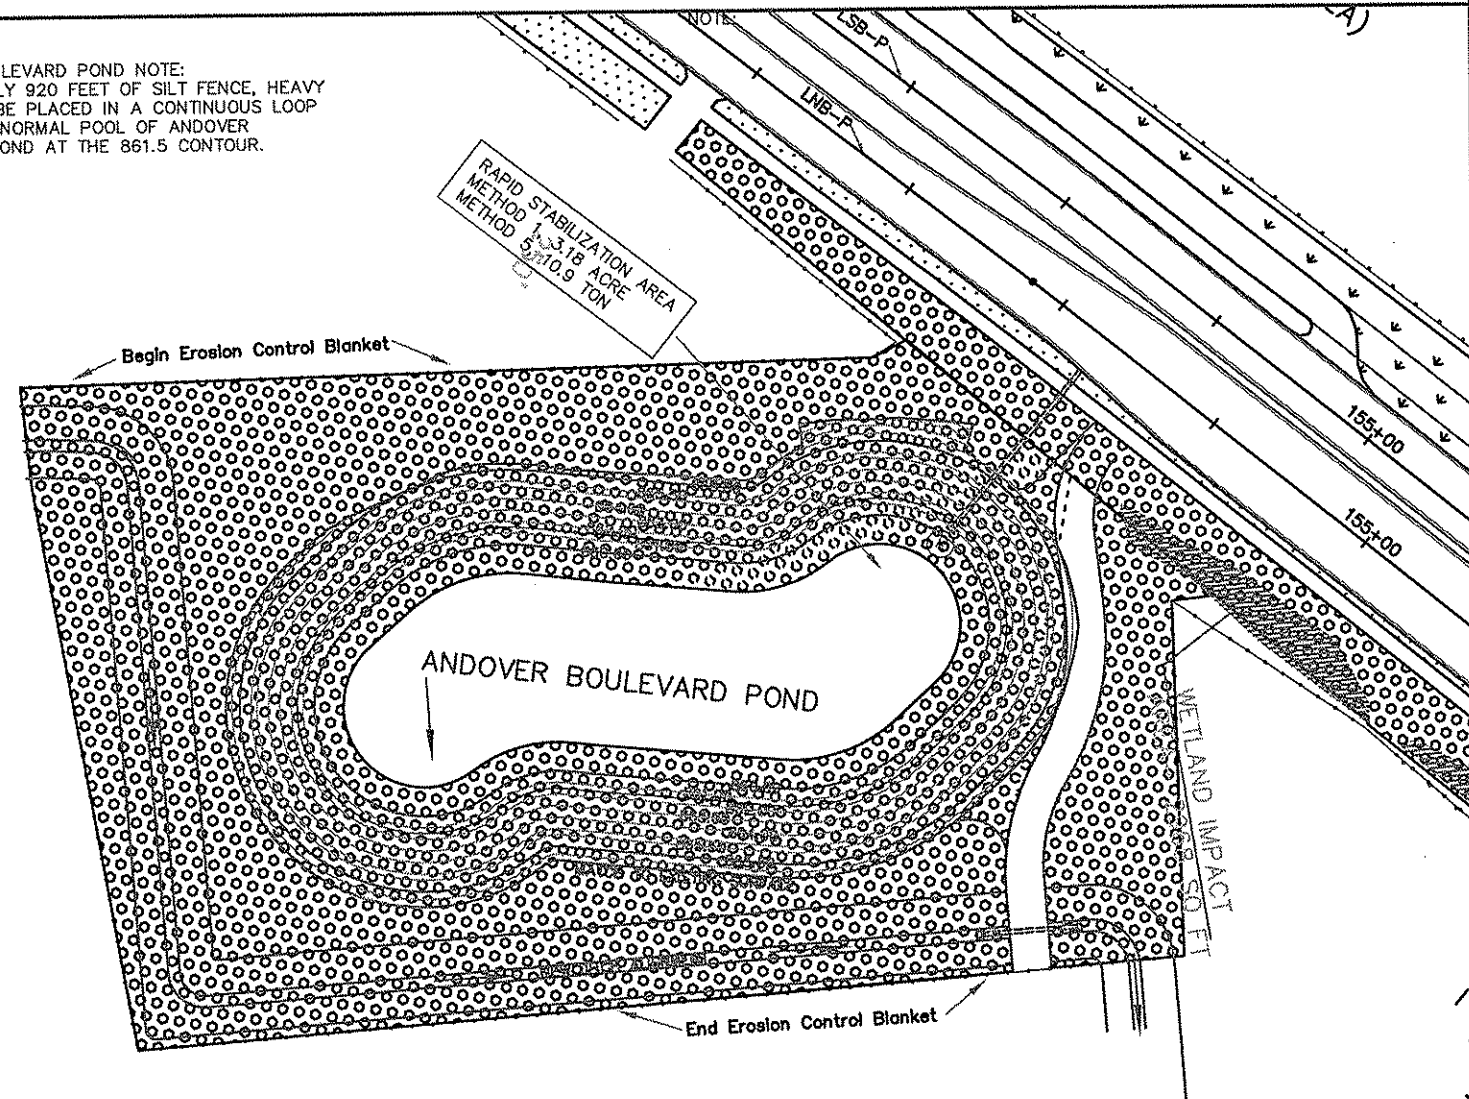 NOTE:
LSB-P
-A)
LEVARD POND NOTE:
LY 920 FEET OF SILT FENCE, HEAVY
BE PLACED IN A CONTINUOUS LOOP
NORMAL POOL OF ANDOVER
OND AT THE 861.5 CONTOUR.
LNB-P
RAPID STABILIZATION AREA
METHOD 1, 3.18 ACRE
METHOD 5, 10.9 TON
Begin Erosion Control Blanket
155+00
155+00
ANDOVER BOULEVARD POND
WETLAND IMPACT
SQ FT
End Erosion Control Blanket